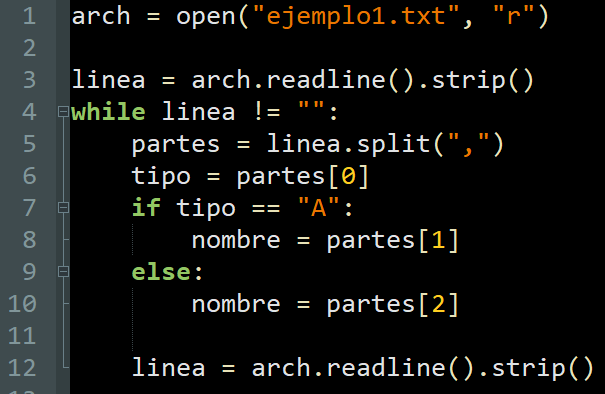 1 arch = open("ejemplo1.txt", "r")
2
3 linea = arch.readline().strip()
4 while linea != "":
5     partes = linea.split(",")
6     tipo = partes[0]
7     if tipo == "A":
8         nombre = partes[1]
9     else:
10         nombre = partes[2]
11
12     linea = arch.readline().strip()